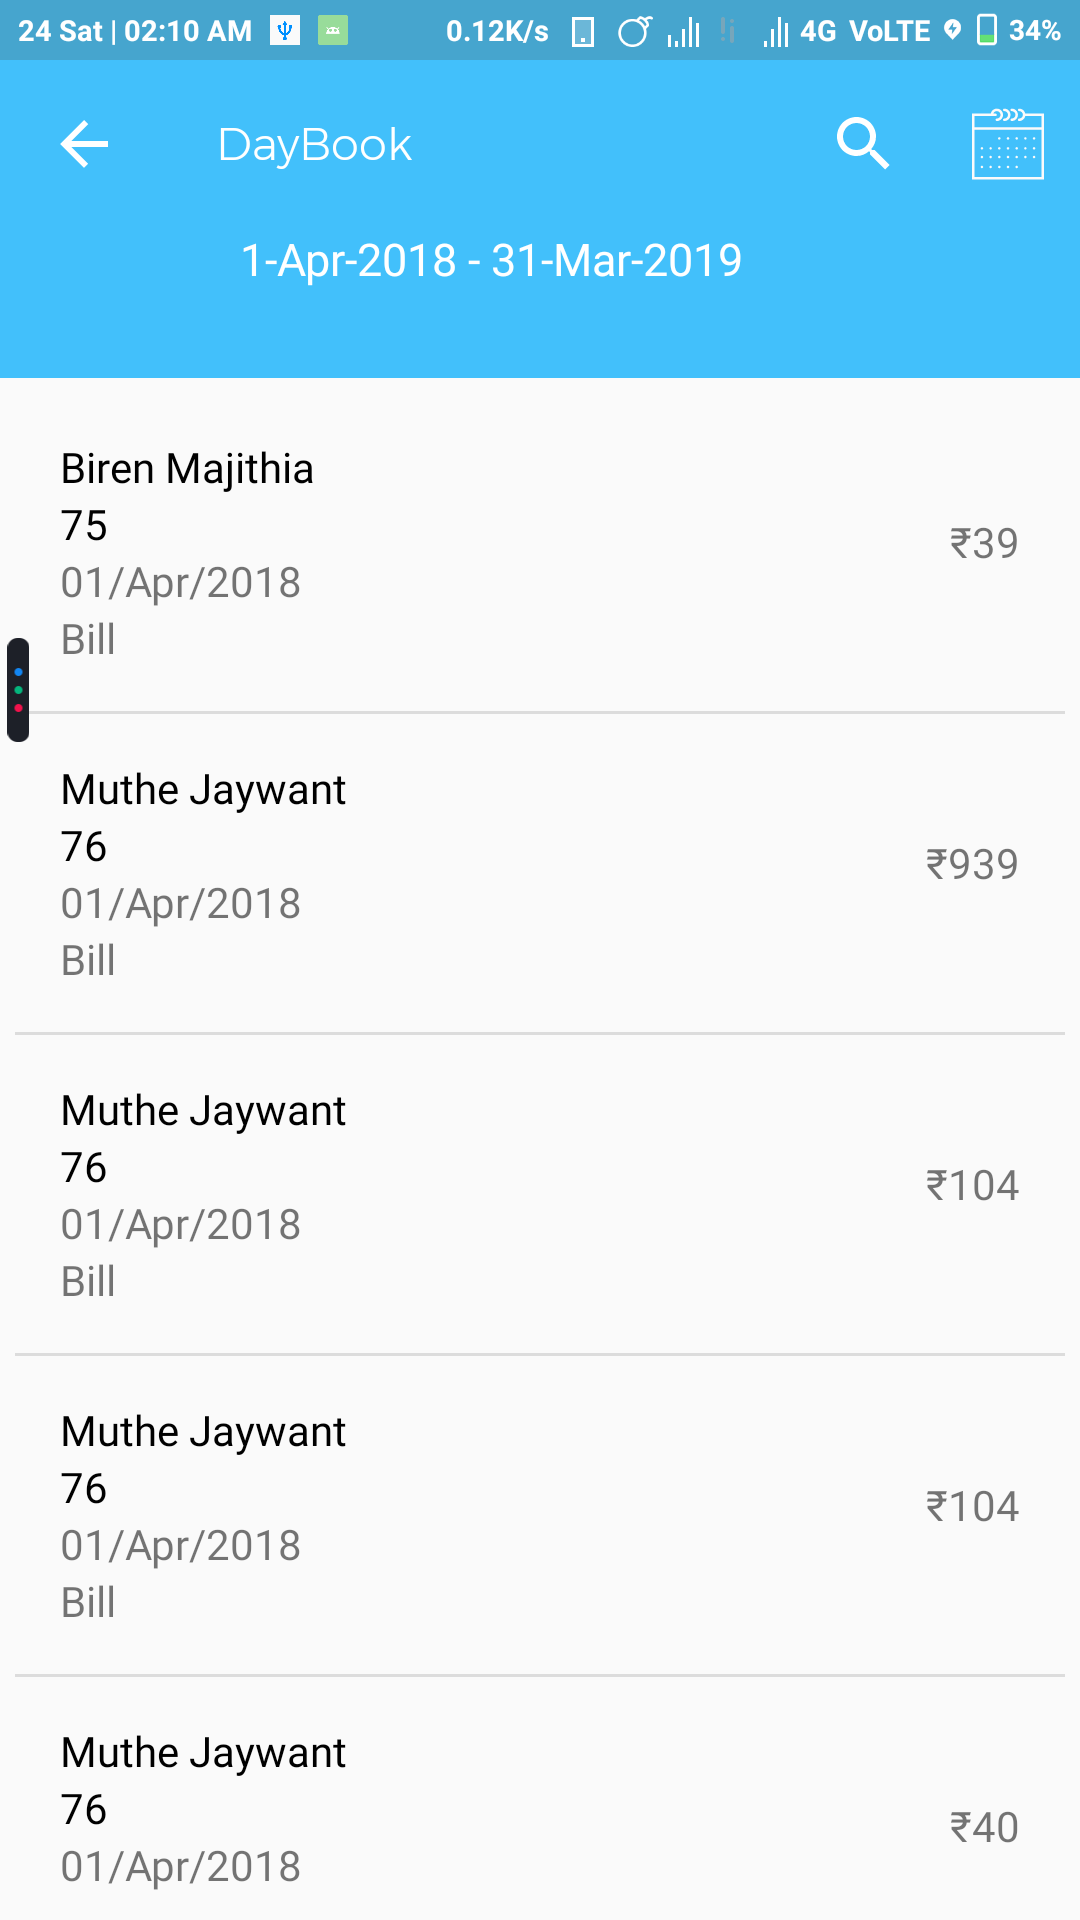 24 Sat | 02:10 AM 0.12K/s 4G VoLTE 34%
DayBook
1-Apr-2018 - 31-Mar-2019
Biren Majithia
75
₹39
01/Apr/2018
Bill
Muthe Jaywant
76
₹939
01/Apr/2018
Bill
Muthe Jaywant
76
₹104
01/Apr/2018
Bill
Muthe Jaywant
76
₹104
01/Apr/2018
Bill
Muthe Jaywant
76
₹40
01/Apr/2018